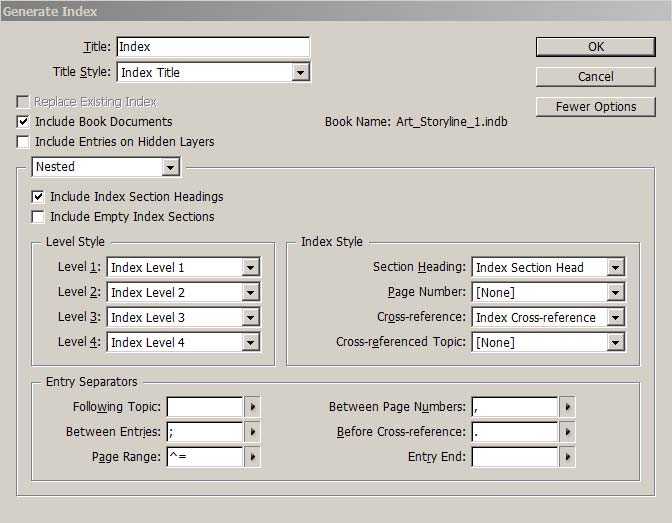 Generate Index
Title: Index
OK
Title Style: Index Title
Cancel
Replace Existing Index
Fewer Options
Include Book Documents
Book Name: Art_Storyline_1.indb
Include Entries on Hidden Layers
Nested
Include Index Section Headings
Include Empty Index Sections
Level Style
Level 1: Index Level 1
Level 2: Index Level 2
Level 3: Index Level 3
Level 4: Index Level 4
Index Style
Section Heading: Index Section Head
Page Number: [None]
Cross-reference: Index Cross-reference
Cross-referenced Topic: [None]
Entry Separators
Following Topic:
Between Entries: ;
Page Range: ^=
Between Page Numbers: ,
Before Cross-reference: .
Entry End: